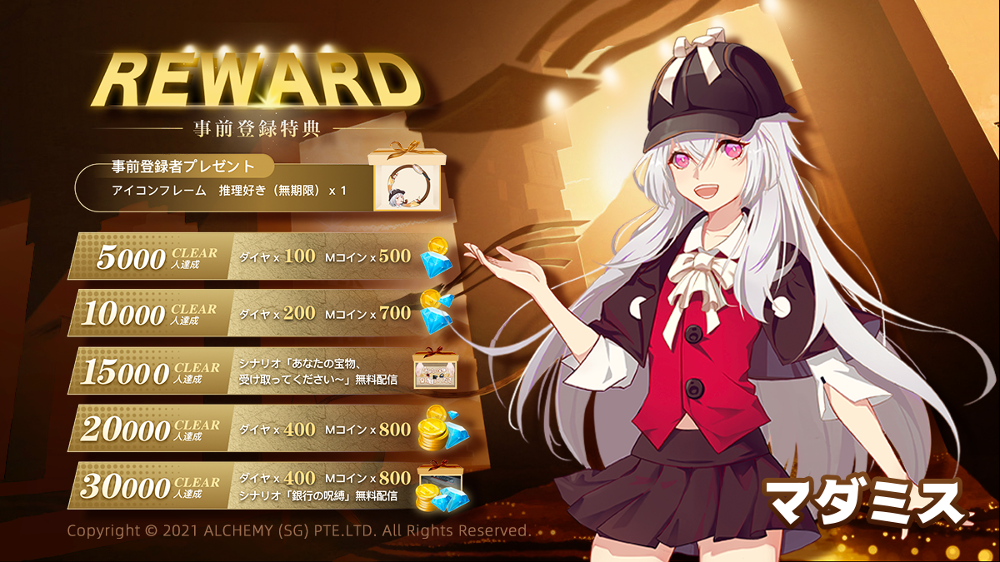 REWARD
事前登録特典
事前登録者プレゼント
アイコンフレーム　推理好き（無期限） x 1
5000 CLEAR 人達成
ダイヤ x 100 Mコイン x 500
10000 CLEAR 人達成
ダイヤ x 200 Mコイン x 700
15000 CLEAR 人達成
シナリオ「あなたの宝物、
受け取ってください～」無料配信
20000 CLEAR 人達成
ダイヤ x 400 Mコイン x 800
30000 CLEAR 人達成
ダイヤ x 400 Mコイン x 800
シナリオ「銀行の呪縛」無料配信
マダミス
Copyright © 2021 ALCHEMY (SG) PTE.LTD. All Rights Reserved.